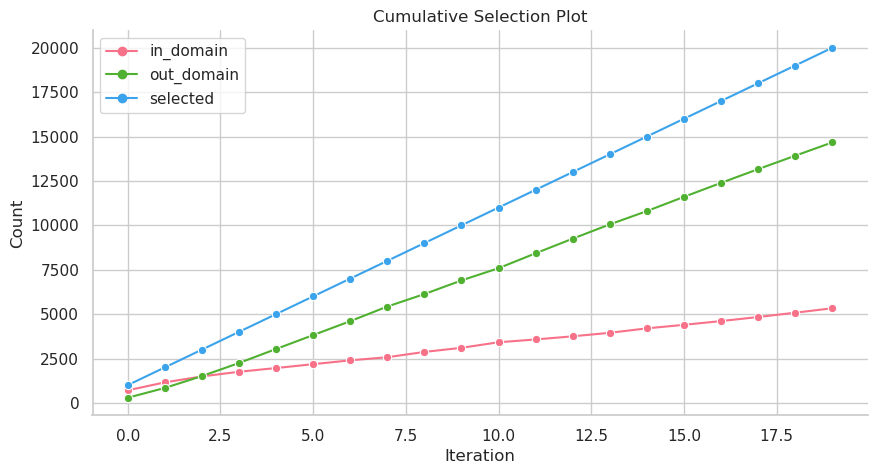 Cumulative Selection Plot
in_domain
out_domain
selected
Count
20000
17500
15000
12500
10000
7500
5000
2500
0
0.0 2.5 5.0 7.5 10.0 12.5 15.0 17.5
Iteration